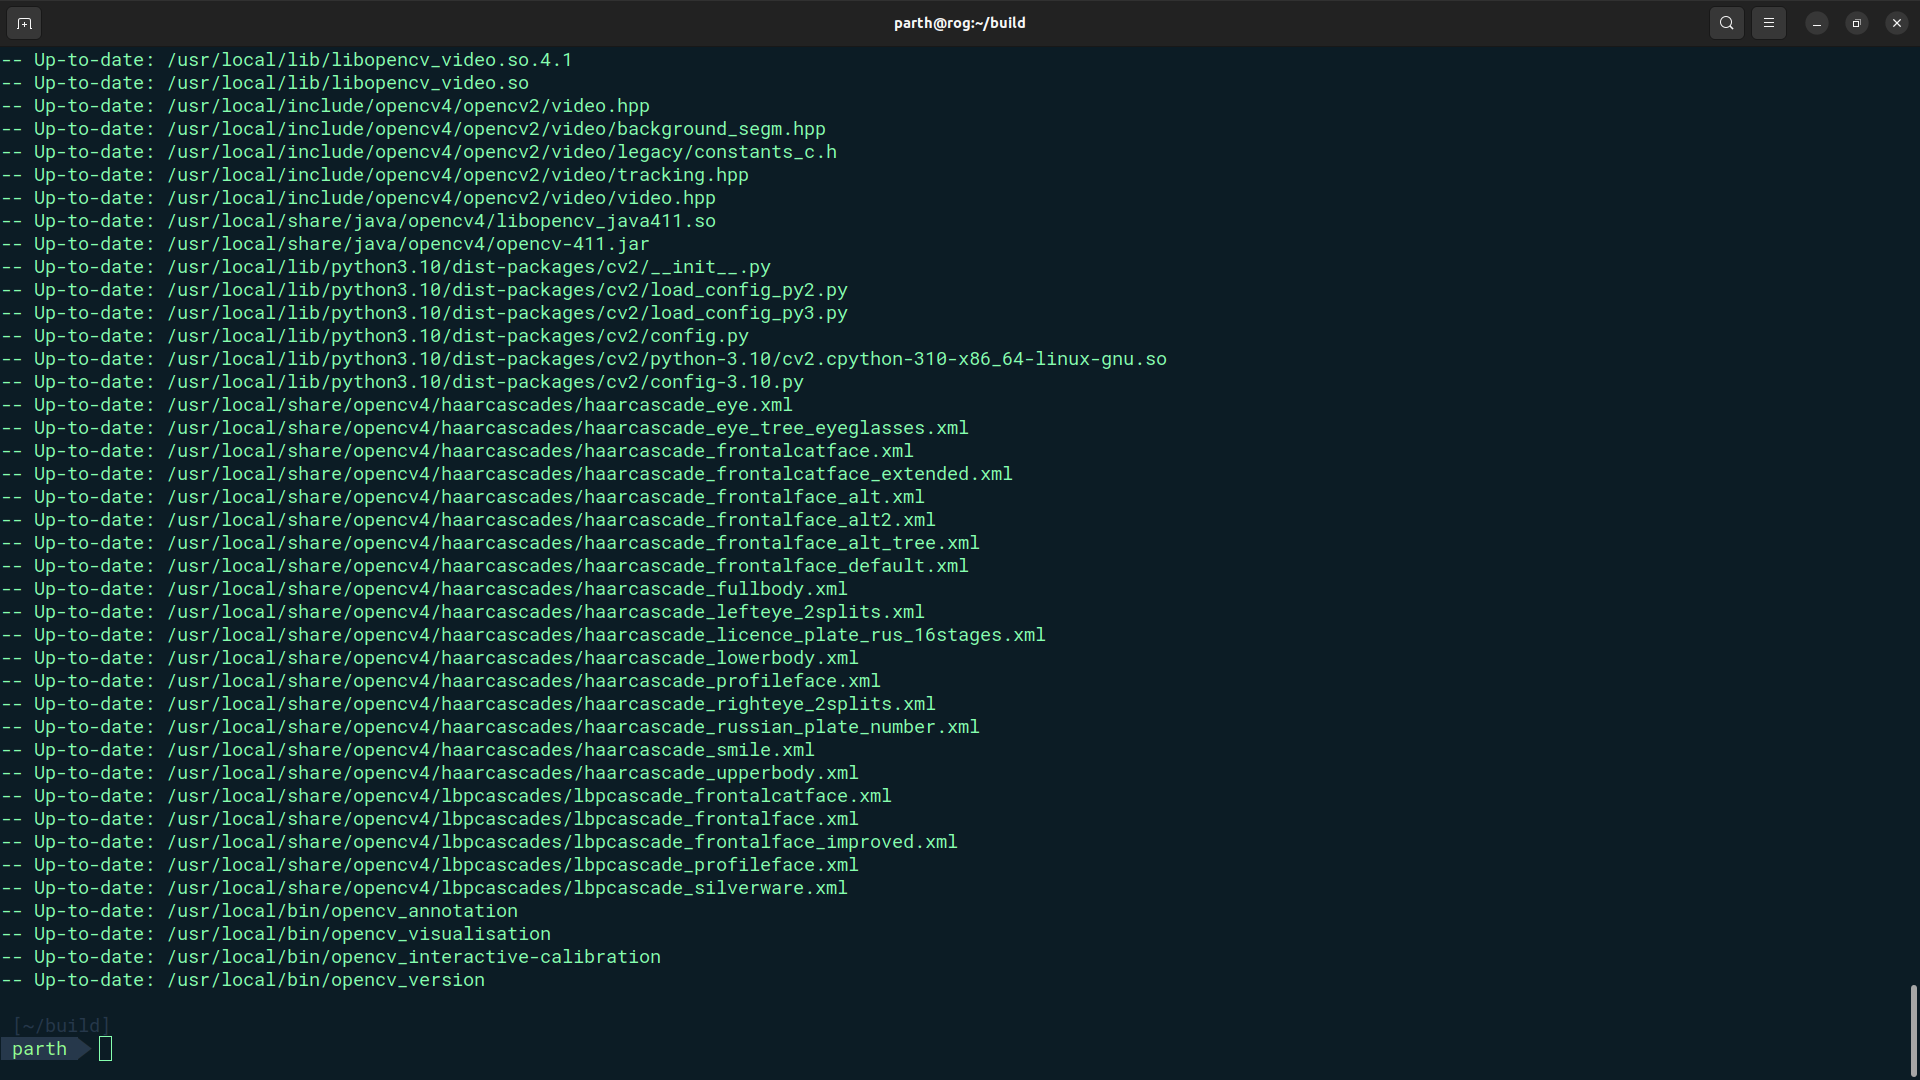 parth@rog:~/build
-- Up-to-date: /usr/local/lib/libopencv_video.so.4.1
-- Up-to-date: /usr/local/lib/libopencv_video.so
-- Up-to-date: /usr/local/include/opencv4/opencv2/video.hpp
-- Up-to-date: /usr/local/include/opencv4/opencv2/video/background_segm.hpp
-- Up-to-date: /usr/local/include/opencv4/opencv2/video/legacy/constants_c.h
-- Up-to-date: /usr/local/include/opencv4/opencv2/video/tracking.hpp
-- Up-to-date: /usr/local/include/opencv4/opencv2/video/video.hpp
-- Up-to-date: /usr/local/share/java/opencv4/libopencv_java411.so
-- Up-to-date: /usr/local/share/java/opencv4/opencv-411.jar
-- Up-to-date: /usr/local/lib/python3.10/dist-packages/cv2/__init__.py
-- Up-to-date: /usr/local/lib/python3.10/dist-packages/cv2/load_config_py2.py
-- Up-to-date: /usr/local/lib/python3.10/dist-packages/cv2/load_config_py3.py
-- Up-to-date: /usr/local/lib/python3.10/dist-packages/cv2/config.py
-- Up-to-date: /usr/local/lib/python3.10/dist-packages/cv2/python-3.10/cv2.cpython-310-x86_64-linux-gnu.so
-- Up-to-date: /usr/local/lib/python3.10/dist-packages/cv2/config-3.10.py
-- Up-to-date: /usr/local/share/opencv4/haarcascades/haarcascade_eye.xml
-- Up-to-date: /usr/local/share/opencv4/haarcascades/haarcascade_eye_tree_eyeglasses.xml
-- Up-to-date: /usr/local/share/opencv4/haarcascades/haarcascade_frontalcatface.xml
-- Up-to-date: /usr/local/share/opencv4/haarcascades/haarcascade_frontalcatface_extended.xml
-- Up-to-date: /usr/local/share/opencv4/haarcascades/haarcascade_frontalface_alt.xml
-- Up-to-date: /usr/local/share/opencv4/haarcascades/haarcascade_frontalface_alt2.xml
-- Up-to-date: /usr/local/share/opencv4/haarcascades/haarcascade_frontalface_alt_tree.xml
-- Up-to-date: /usr/local/share/opencv4/haarcascades/haarcascade_frontalface_default.xml
-- Up-to-date: /usr/local/share/opencv4/haarcascades/haarcascade_fullbody.xml
-- Up-to-date: /usr/local/share/opencv4/haarcascades/haarcascade_lefteye_2splits.xml
-- Up-to-date: /usr/local/share/opencv4/haarcascades/haarcascade_licence_plate_rus_16stages.xml
-- Up-to-date: /usr/local/share/opencv4/haarcascades/haarcascade_lowerbody.xml
-- Up-to-date: /usr/local/share/opencv4/haarcascades/haarcascade_profileface.xml
-- Up-to-date: /usr/local/share/opencv4/haarcascades/haarcascade_righteye_2splits.xml
-- Up-to-date: /usr/local/share/opencv4/haarcascades/haarcascade_russian_plate_number.xml
-- Up-to-date: /usr/local/share/opencv4/haarcascades/haarcascade_smile.xml
-- Up-to-date: /usr/local/share/opencv4/haarcascades/haarcascade_upperbody.xml
-- Up-to-date: /usr/local/share/opencv4/lbpcascades/lbpcascade_frontalcatface.xml
-- Up-to-date: /usr/local/share/opencv4/lbpcascades/lbpcascade_frontalface.xml
-- Up-to-date: /usr/local/share/opencv4/lbpcascades/lbpcascade_frontalface_improved.xml
-- Up-to-date: /usr/local/share/opencv4/lbpcascades/lbpcascade_profileface.xml
-- Up-to-date: /usr/local/share/opencv4/lbpcascades/lbpcascade_silverware.xml
-- Up-to-date: /usr/local/bin/opencv_annotation
-- Up-to-date: /usr/local/bin/opencv_visualisation
-- Up-to-date: /usr/local/bin/opencv_interactive-calibration
-- Up-to-date: /usr/local/bin/opencv_version
[~/build]
parth